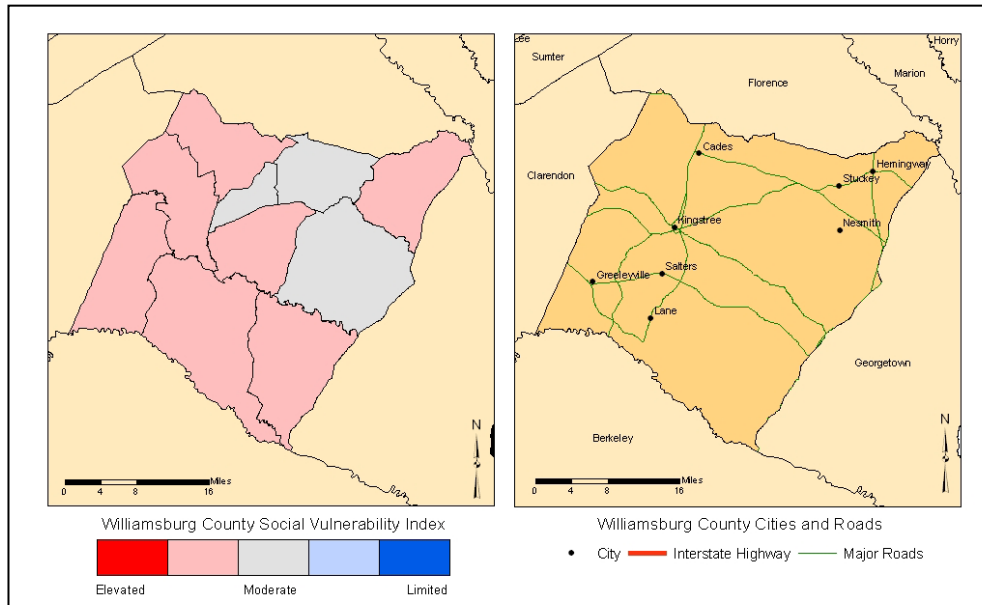 Lee
Sumter
Horry
Marion
Florence
Clarendon
Cades
Hemingway
Stuckey
Nesmith
Kingstree
Salters
Greeleyville
Lane
Georgetown
Berkeley
N
Miles
0 4 8 16
N
Miles
0 4 8 16
Williamsburg County Social Vulnerability Index
Elevated Moderate Limited
Williamsburg County Cities and Roads
City Interstate Highway Major Roads